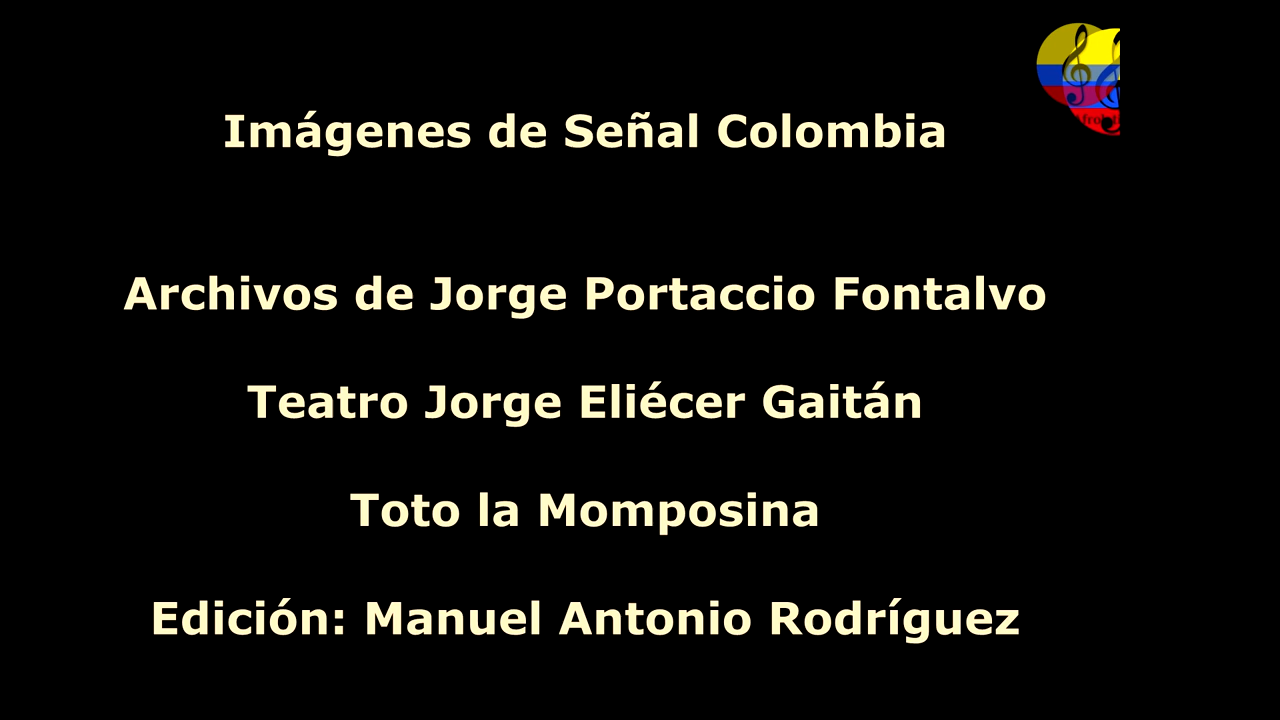 Imágenes de Señal Colombia
Archivos de Jorge Portaccio Fontalvo
Teatro Jorge Eliécer Gaitán
Toto la Momposina
Edición: Manuel Antonio Rodríguez